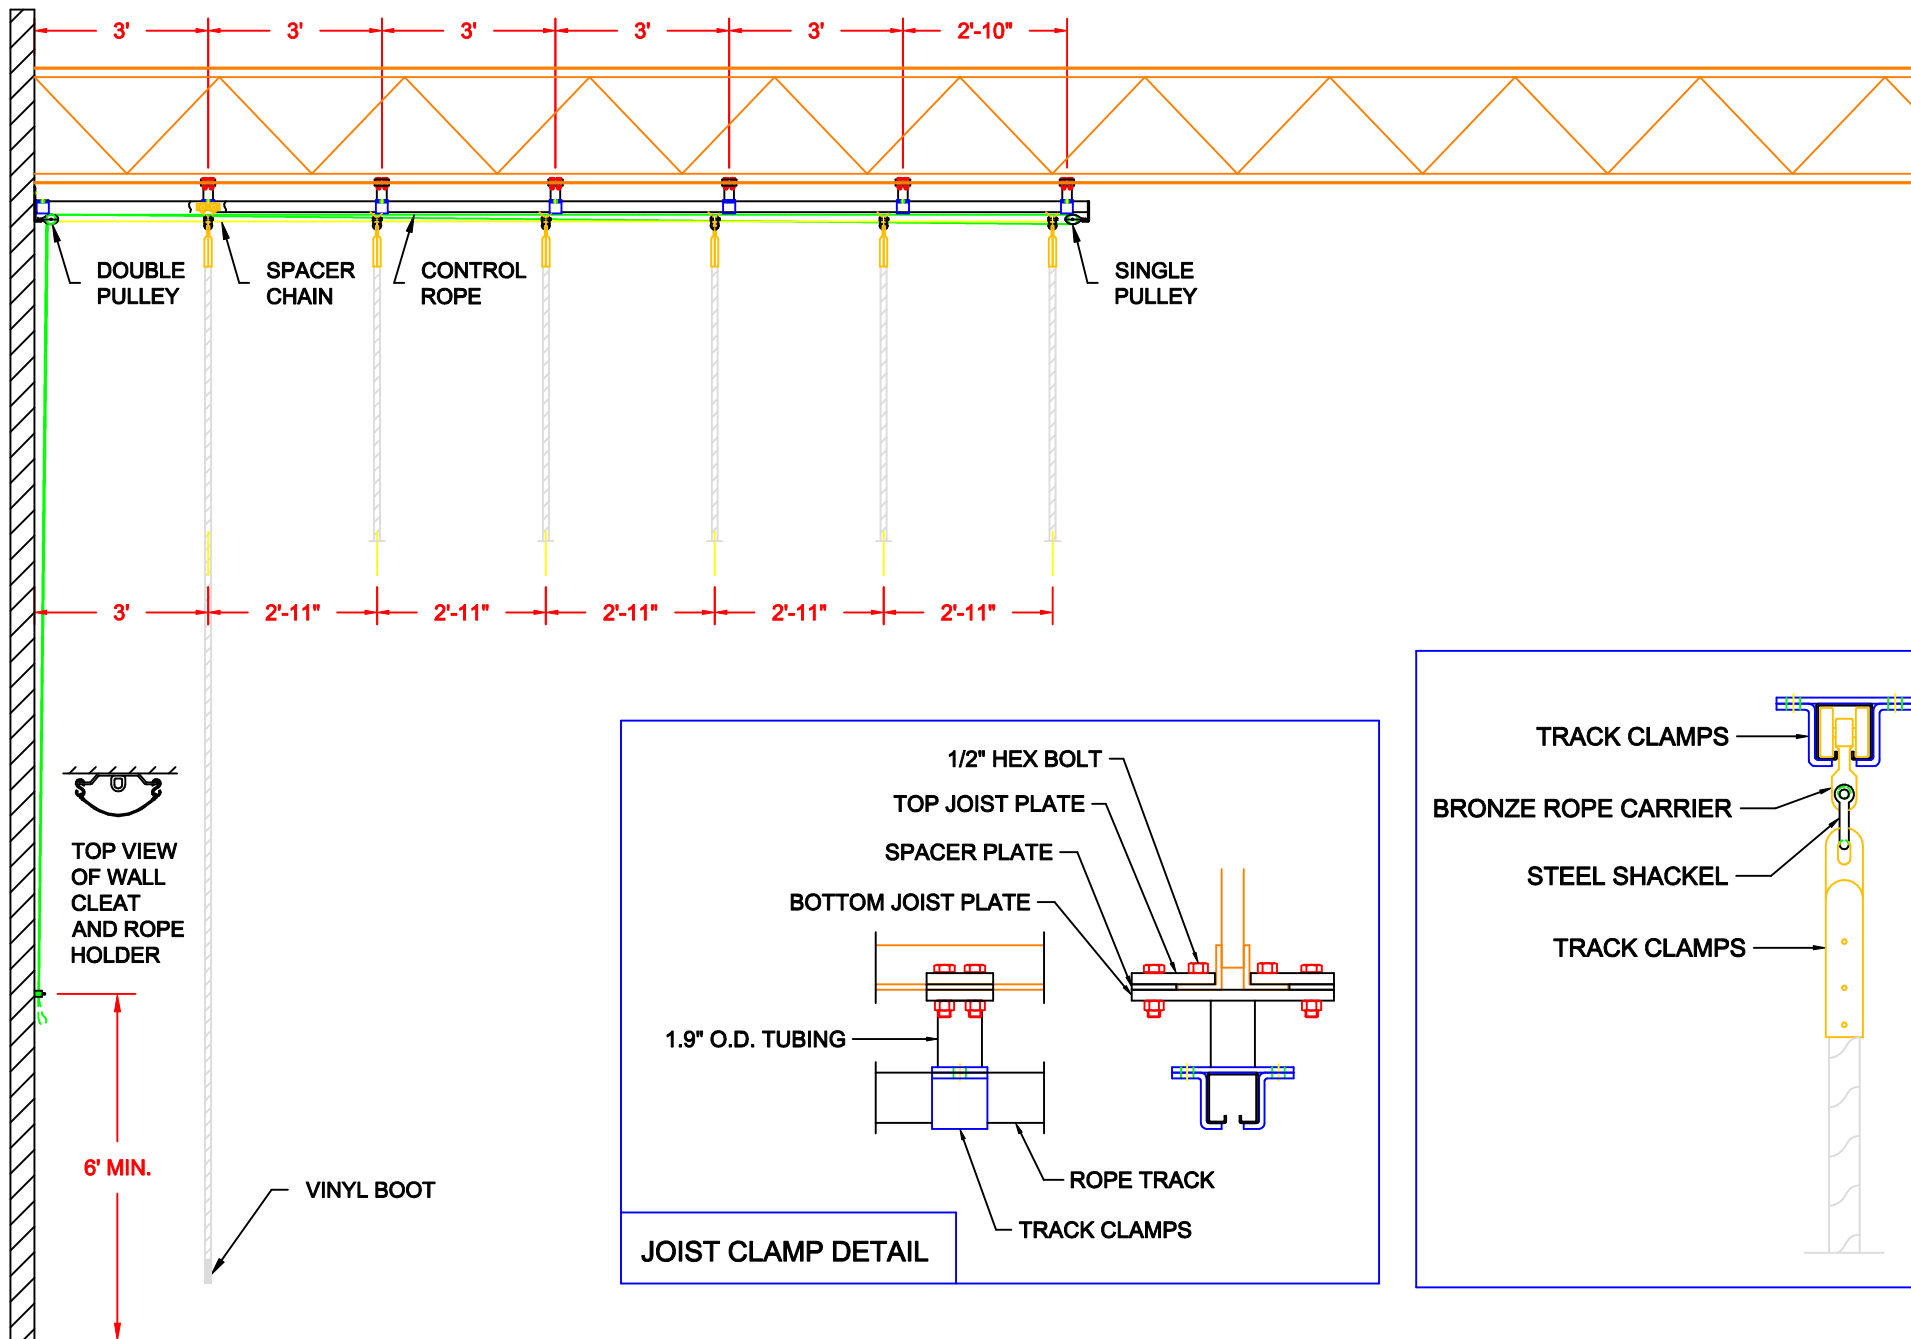 3'
3'
3'
3'
3'
2'-10"
DOUBLE
PULLEY
SPACER
CHAIN
CONTROL
ROPE
SINGLE
PULLEY
3'
2'-11"
2'-11"
2'-11"
2'-11"
2'-11"
TOP VIEW
OF WALL
CLEAT
AND ROPE
HOLDER
6' MIN.
VINYL BOOT
1/2" HEX BOLT
TOP JOIST PLATE
SPACER PLATE
BOTTOM JOIST PLATE
1.9" O.D. TUBING
ROPE TRACK
TRACK CLAMPS
JOIST CLAMP DETAIL
TRACK CLAMPS
BRONZE ROPE CARRIER
STEEL SHACKEL
TRACK CLAMPS